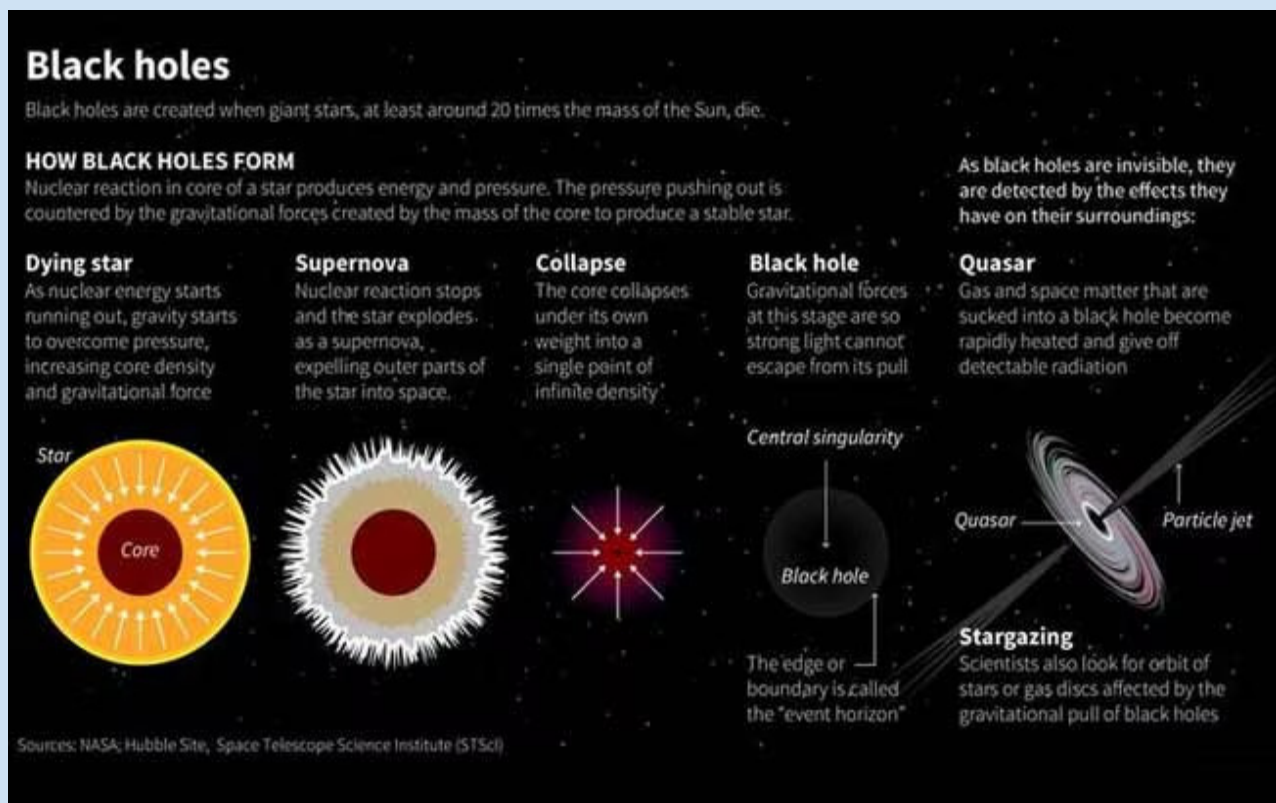 Black holes
Black holes are created when giant stars, at least around 20 times the mass of the Sun, die.
HOW BLACK HOLES FORM
Nuclear reaction in core of a star produces energy and pressure. The pressure pushing out is
countered by the gravitational forces created by the mass of the core to produce a stable star.
As black holes are invisible, they
are detected by the effects they
have on their surroundings:
Dying star
As nuclear energy starts
running out, gravity starts
to overcome pressure,
increasing core density
and gravitational force
Star
Core
Supernova
Nuclear reaction stops
and the star explodes
as a supernova,
expelling outer parts of
the star into space.
Collapse
The core collapses
under its own
weight into a
single point of
infinite density
Black hole
Gravitational forces
at this stage are so
strong light cannot
escape from its pull
Central singularity
Black hole
The edge or
boundary is called
the "event horizon"
Quasar
Gas and space matter that are
sucked into a black hole become
rapidly heated and give off
detectable radiation
Quasar
Particle jet
Stargazing
Scientists also look for orbit of
stars or gas discs affected by the
gravitational pull of black holes
Sources: NASA; Hubble Site, Space Telescope Science Institute (STScI)